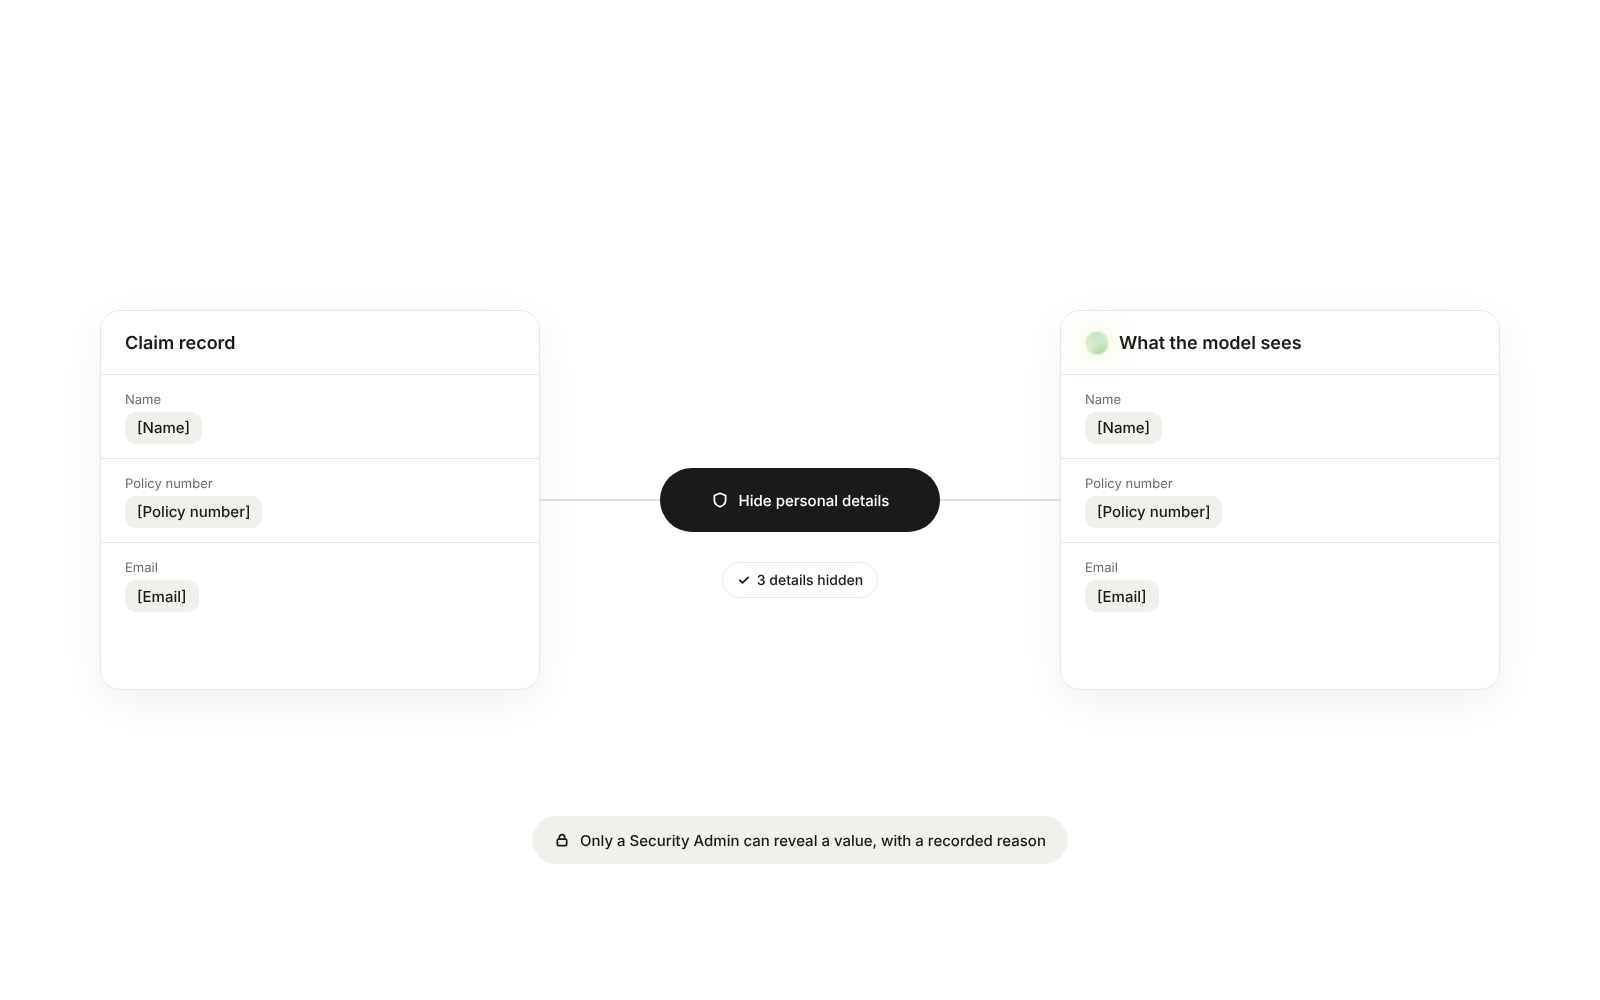 Claim record
Name
[Name]
Policy number
[Policy number]
Email
[Email]
Hide personal details
3 details hidden
What the model sees
Name
[Name]
Policy number
[Policy number]
Email
[Email]
Only a Security Admin can reveal a value, with a recorded reason